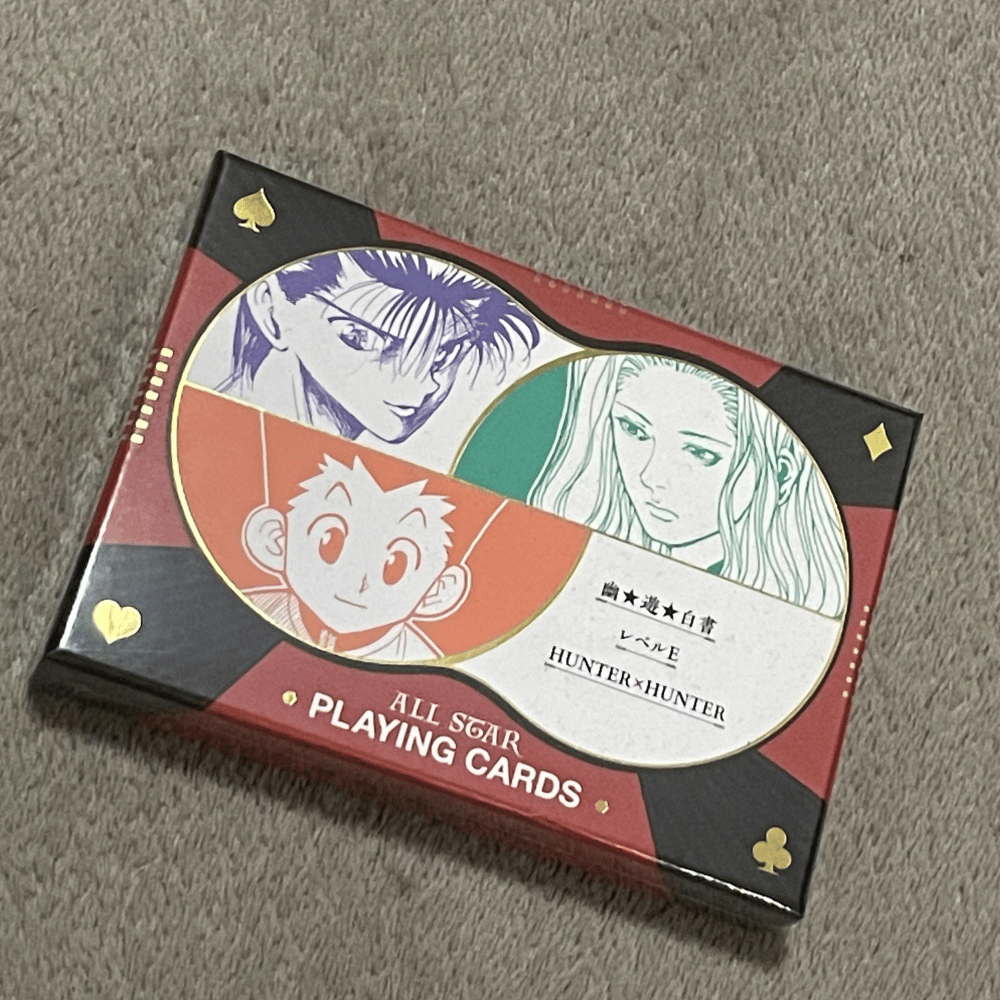 幽★遊★白書
レベルE
HUNTER×HUNTER
ALL STAR
PLAYING CARDS